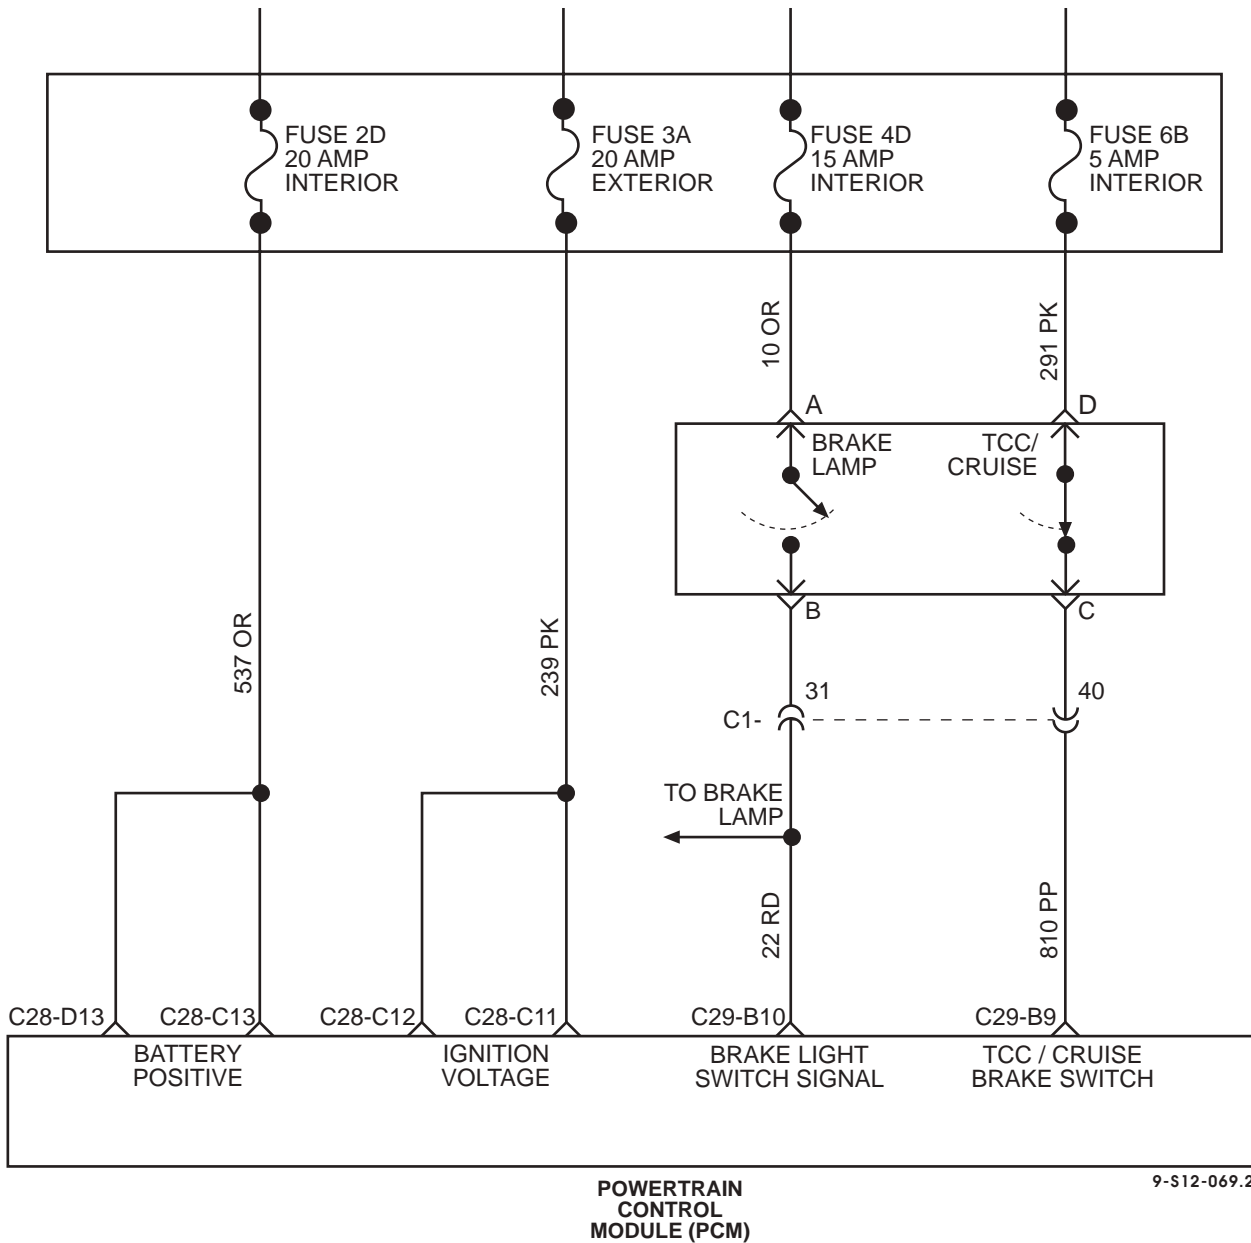 FUSE 2D
20 AMP
INTERIOR
FUSE 3A
20 AMP
EXTERIOR
FUSE 4D
15 AMP
INTERIOR
FUSE 6B
5 AMP
INTERIOR
10 OR
291 PK
A
D
BRAKE
LAMP
TCC/
CRUISE
B
C
537 OR
239 PK
31
40
C1-
TO BRAKE
LAMP
22 RD
810 PP
C28-D13
C28-C13
C28-C12
C28-C11
C29-B10
C29-B9
BATTERY
POSITIVE
IGNITION
VOLTAGE
BRAKE LIGHT
SWITCH SIGNAL
TCC / CRUISE
BRAKE SWITCH
POWERTRAIN
CONTROL
MODULE (PCM)
9-S12-069.2